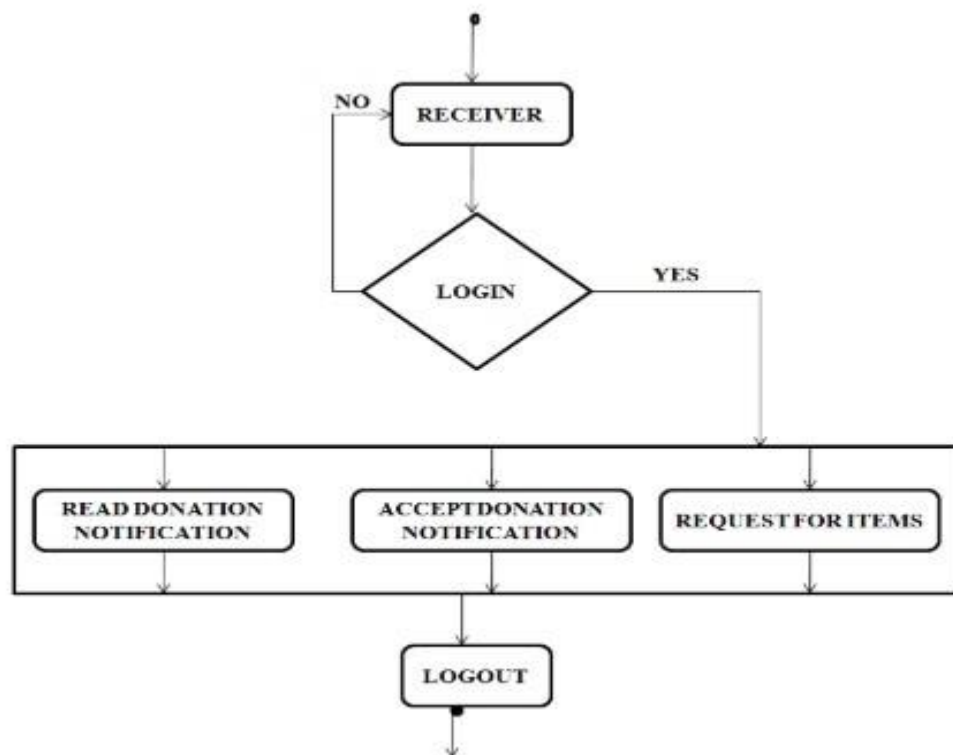 RECEIVER
NO
LOGIN
YES
READ DONATION
NOTIFICATION
ACCEPTDONATION
NOTIFICATION
REQUEST FOR ITEMS
LOGOUT